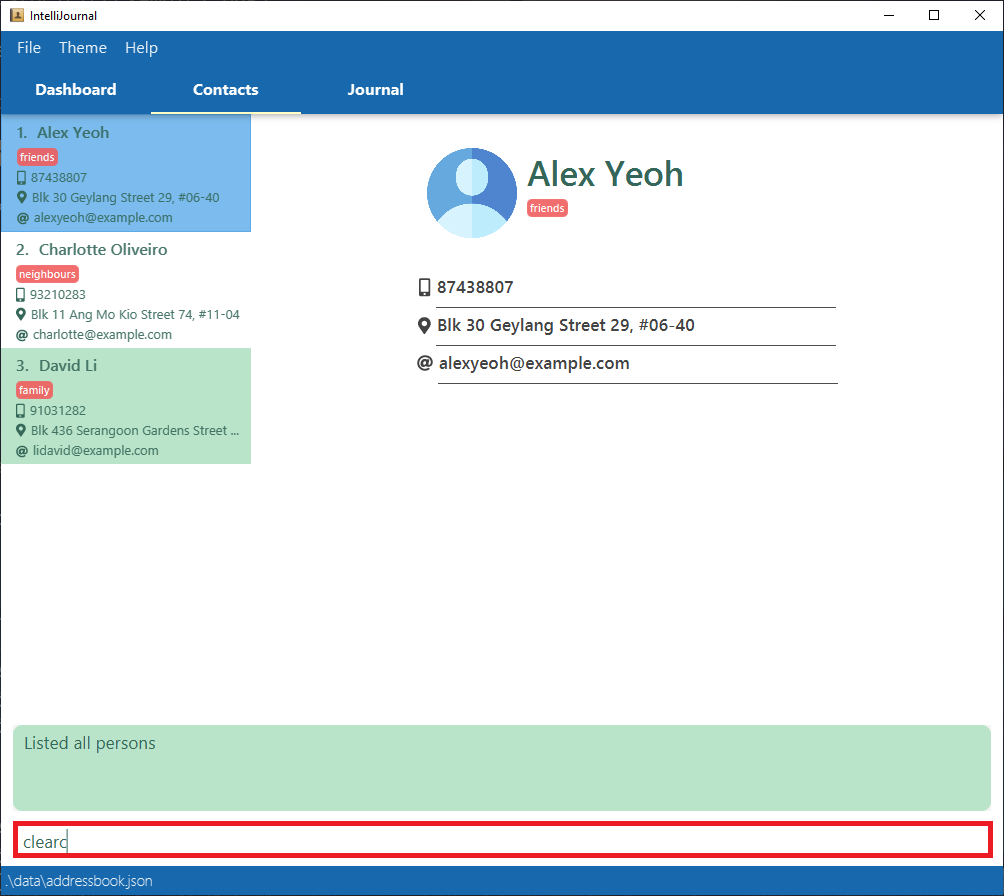 IntelliJournal
File Theme Help
Dashboard Contacts Journal
1. Alex Yeoh
friends
87438807
Blk 30 Geylang Street 29, #06-40
alexyeoh@example.com
2. Charlotte Oliveiro
neighbours
93210283
Blk 11 Ang Mo Kio Street 74, #11-04
charlotte@example.com
3. David Li
family
91031282
Blk 436 Serangoon Gardens Street ...
lidavid@example.com
Alex Yeoh
friends
87438807
Blk 30 Geylang Street 29, #06-40
alexyeoh@example.com
Listed all persons
clearc
.\data\addressbook.json